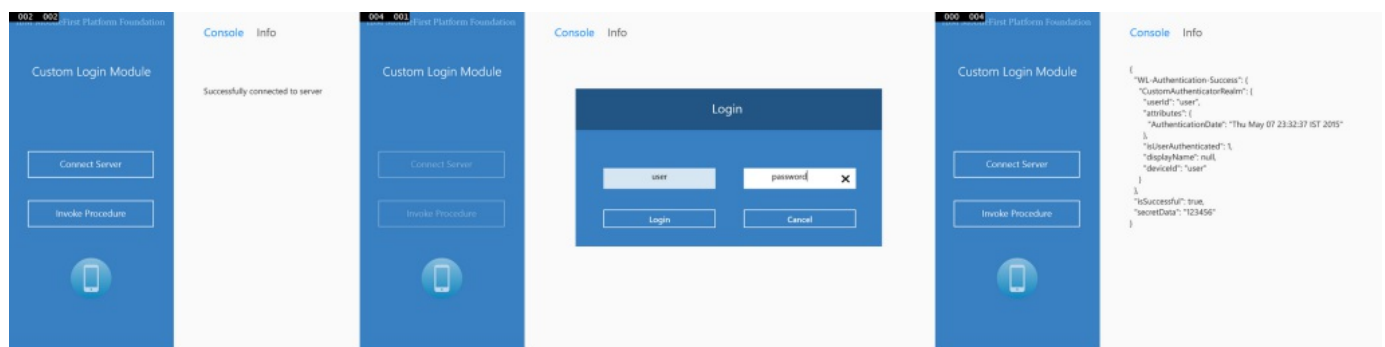 002 002
First Platform Foundation
Console Info
Custom Login Module
Successfully connected to server
Connect Server
Invoke Procedure
004 001
First Platform Foundation
Console Info
Custom Login Module
Connect Server
Invoke Procedure
Login
user
password
Login Cancel
000 004
First Platform Foundation
Console Info
Custom Login Module
Connect Server
Invoke Procedure
{
"WL-Authentication-Success": {
"CustomAuthenticatorRealm": {
"userId": "user",
"attributes": {
"AuthenticationDate": "Thu May 07 23:32:37 IST 2015"
},
"isUserAuthenticated": 1,
"displayName": null,
"deviceId": "user"
}
},
"isSuccessful": true,
"secretData": "123456"
}